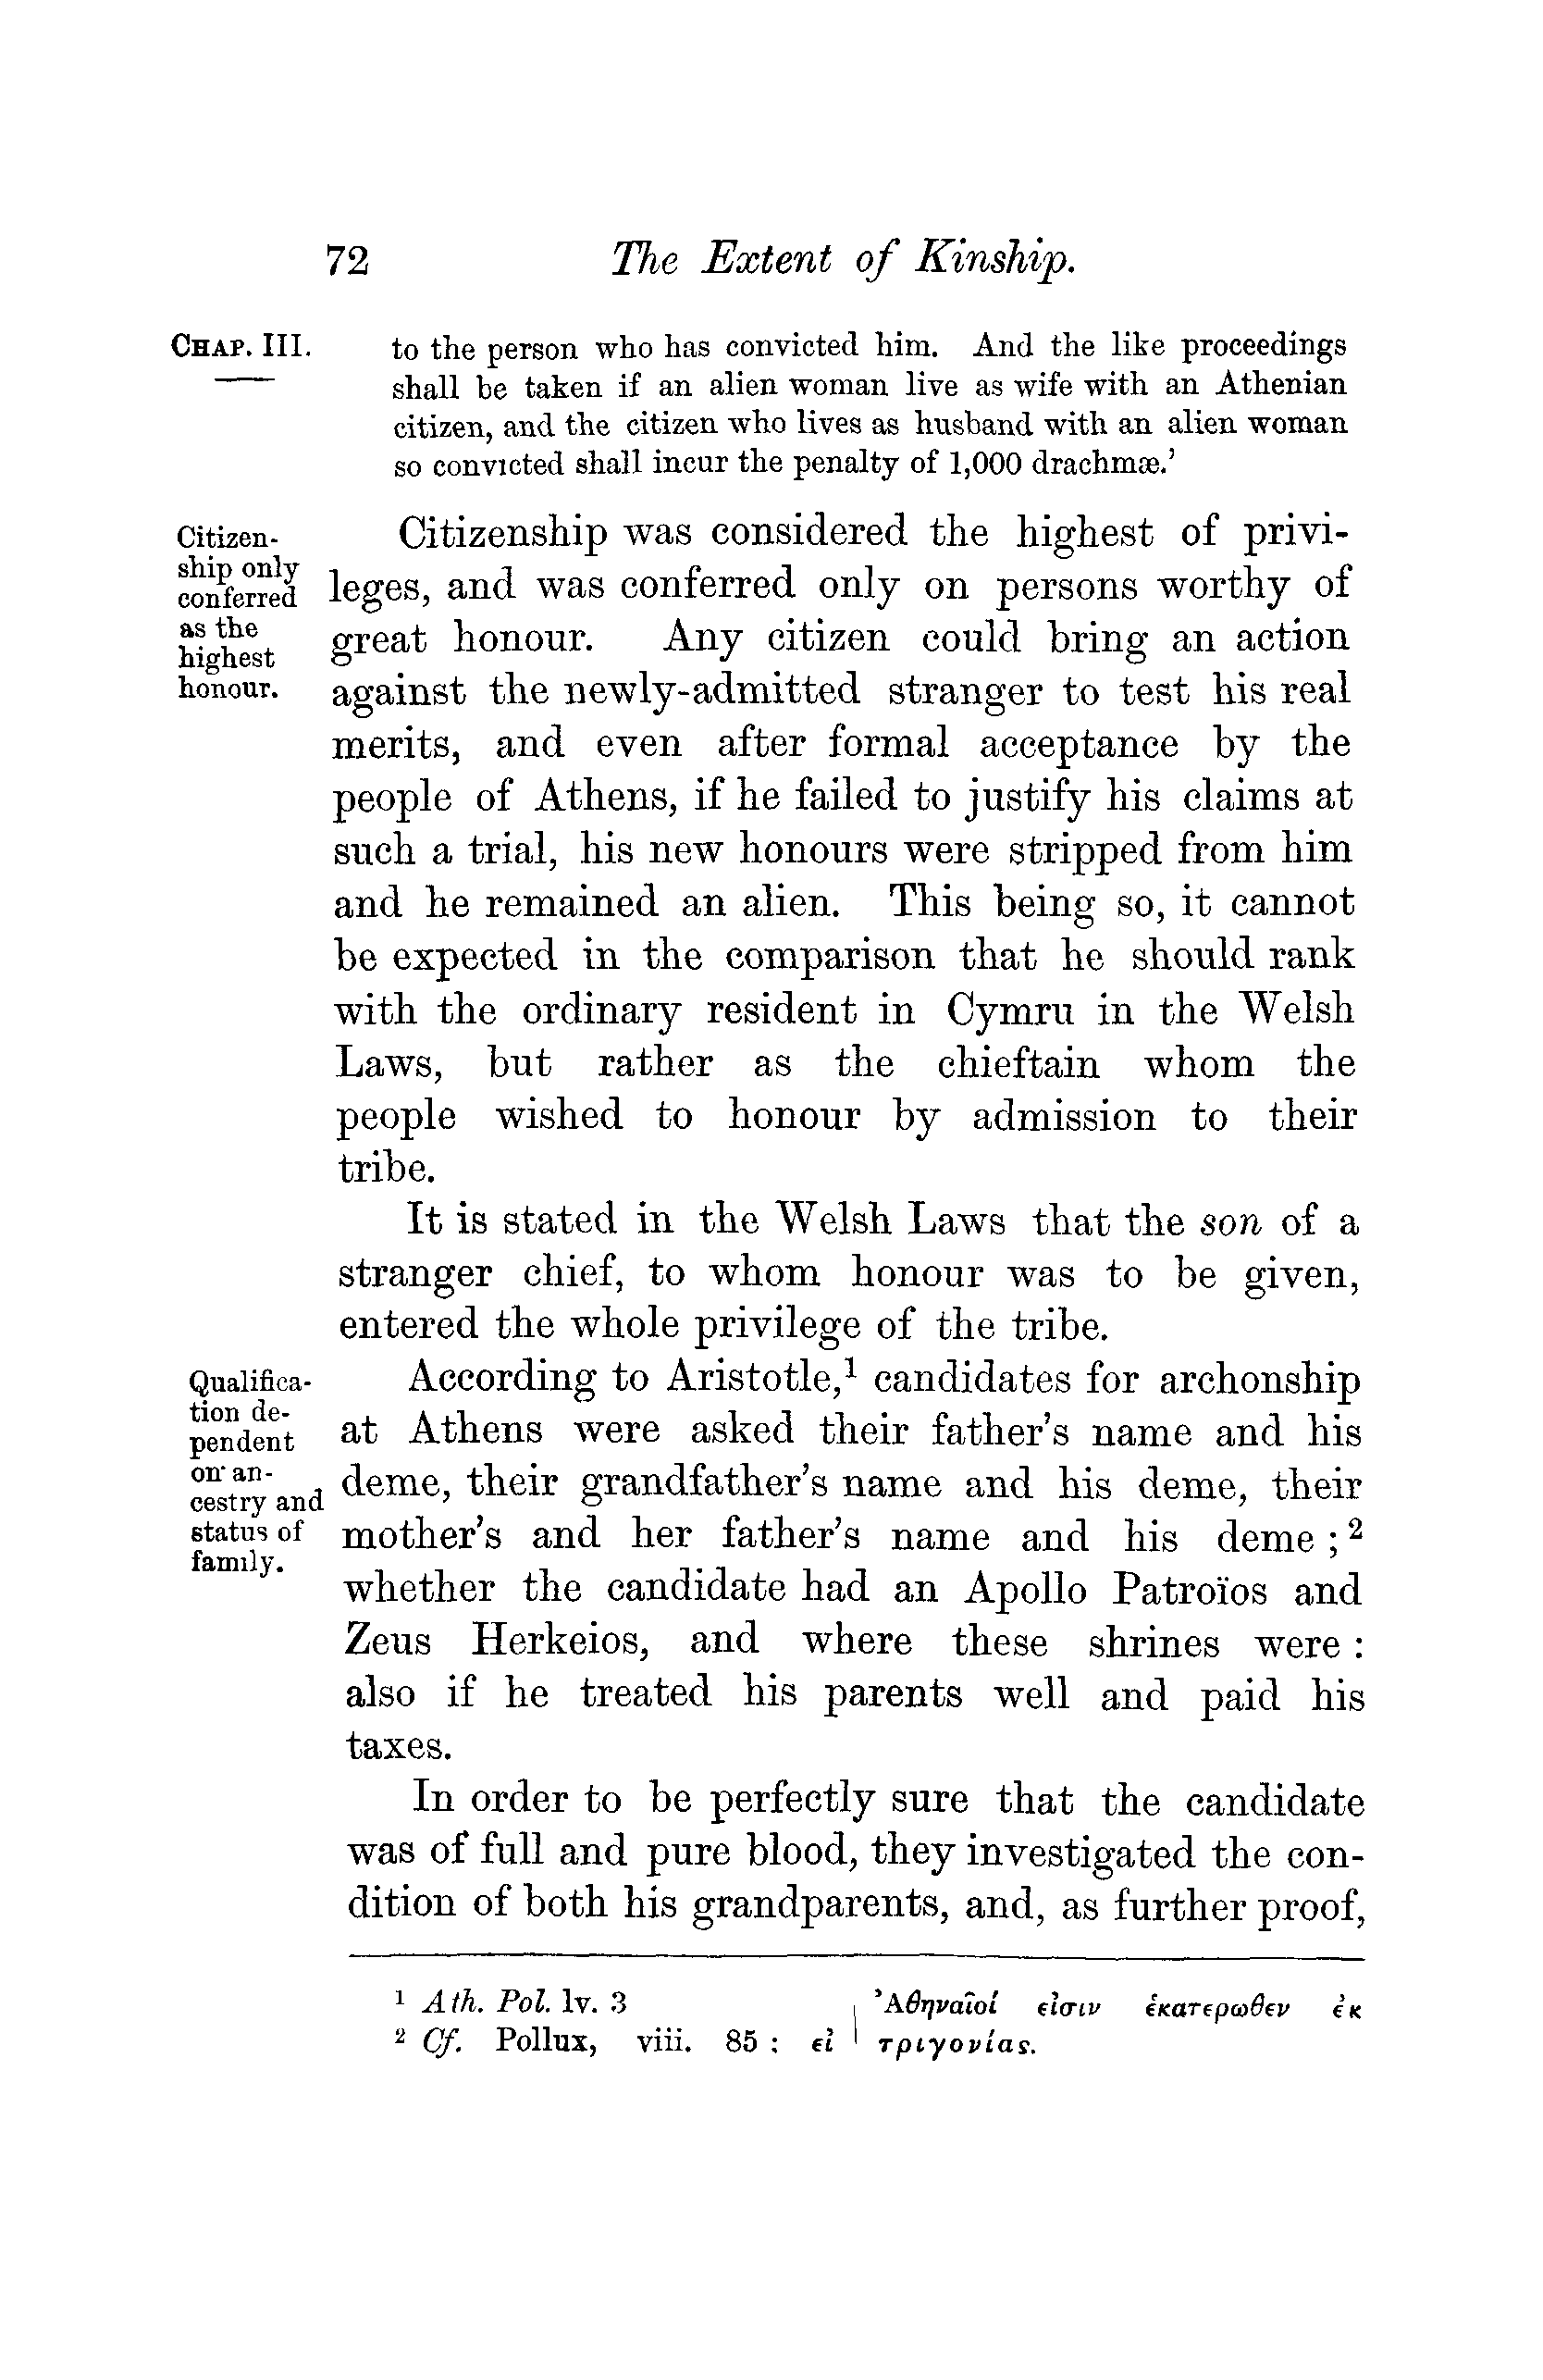 72 The Extent of Kinship.
CHAP. III.
to the person who has convicted him. And the like proceedings
shall be taken if an alien woman live as wife with an Athenian
citizen, and the citizen who lives as husband with an alien woman
so convicted shall incur the penalty of 1,000 drachmæ.'
Citizen-
ship only
conferred
as the
highest
honour.
Citizenship was considered the highest of privi-
leges, and was conferred only on persons worthy of
great honour. Any citizen could bring an action
against the newly-admitted stranger to test his real
merits, and even after formal acceptance by the
people of Athens, if he failed to justify his claims at
such a trial, his new honours were stripped from him
and he remained an alien. This being so, it cannot
be expected in the comparison that he should rank
with the ordinary resident in Cymru in the Welsh
Laws, but rather as the chieftain whom the
people wished to honour by admission to their
tribe.
It is stated in the Welsh Laws that the son of a
stranger chief, to whom honour was to be given,
entered the whole privilege of the tribe.
Qualifica-
tion de-
pendent
on an-
cestry and
status of
family.
According to Aristotle,¹ candidates for archonship
at Athens were asked their father's name and his
deme, their grandfather's name and his deme, their
mother's and her father's name and his deme ;²
whether the candidate had an Apollo Patroïos and
Zeus Herkeios, and where these shrines were :
also if he treated his parents well and paid his
taxes.
In order to be perfectly sure that the candidate
was of full and pure blood, they investigated the con-
dition of both his grandparents, and, as further proof,
¹ Ath. Pol. lv. 3
² Cf. Pollux, viii. 85 : εἰ
Ἀθηναῖοί εἰσιν ἑκατερωθεν ἐκ
τριγονίας.